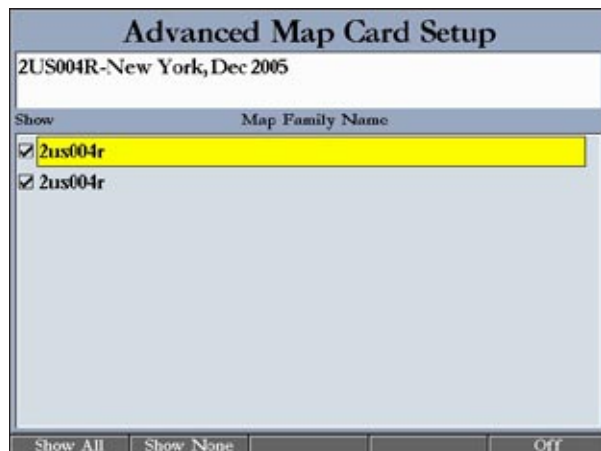 Advanced Map Card Setup
2US004R-New York, Dec 2005
Show Map Family Name
2us004r
2us004r
Show All Show None Off